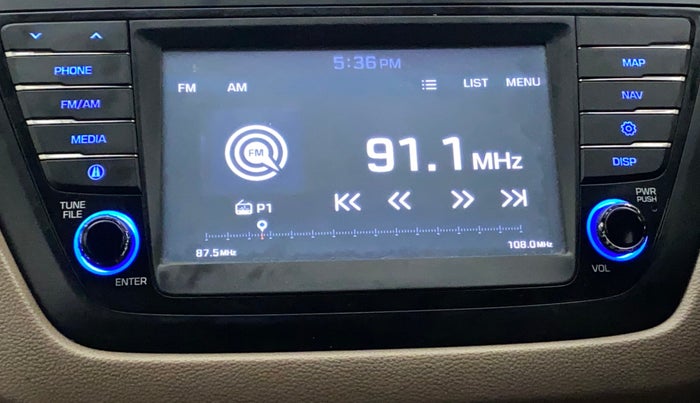 5:36 PM
PHONE
FM/AM
MEDIA
TUNE
FILE
ENTER
FM AM LIST MENU
FM
91.1 MHz
P1
87.5 MHz
108.0 MHz
MAP
NAV
DISP
PWR
PUSH
VOL